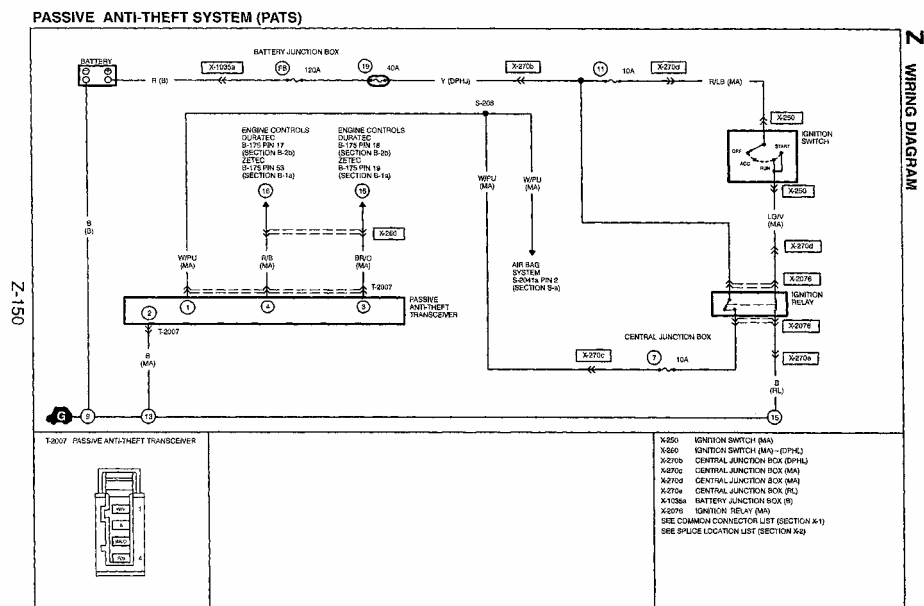 PASSIVE ANTI-THEFT SYSTEM (PATS)
Z WIRING DIAGRAM
Z-150
BATTERY
BATTERY JUNCTION BOX
R (B)
X-1035a
FB
120A
19
40A
Y (DPHJ)
X-270b
11
10A
X-270d
R/LB (MA)
S-208
X-250
IGNITION
SWITCH
OFF
ACC
RUN
START
X-250
ENGINE CONTROLS
DURATEC
B-175 PIN 17
(SECTION B-2b)
ZETEC
B-175 PIN 53
(SECTION B-1a)
16
ENGINE CONTROLS
DURATEC
B-175 PIN 18
(SECTION B-2b)
ZETEC
B-175 PIN 19
(SECTION B-1a)
16
W/PU
(MA)
W/PU
(MA)
B
(B)
LG/V
(MA)
X-260
X-270d
W/PU
(MA)
R/B
(MA)
BR/O
(MA)
AIR BAG
SYSTEM
S-2041a PIN 2
(SECTION S-a)
X-2076
T-2007
IGNITION
RELAY
2
1
4
3
PASSIVE
ANTI-THEFT
TRANSCEIVER
X-2076
T-2007
CENTRAL JUNCTION BOX
X-270c
7
10A
X-270e
B
(MA)
B
(RL)
G
9
13
15
T-2007 PASSIVE ANTI-THEFT TRANSCEIVER
1
4
X-250 IGNITION SWITCH (MA)
X-260 IGNITION SWITCH (MA)~(DPHL)
X-270b CENTRAL JUNCTION BOX (DPHL)
X-270c CENTRAL JUNCTION BOX (MA)
X-270d CENTRAL JUNCTION BOX (MA)
X-270e CENTRAL JUNCTION BOX (RL)
X-1035a BATTERY JUNCTION BOX (B)
X-2076 IGNITION RELAY (MA)
SEE COMMON CONNECTOR LIST (SECTION X-1)
SEE SPLICE LOCATION LIST (SECTION X-2)